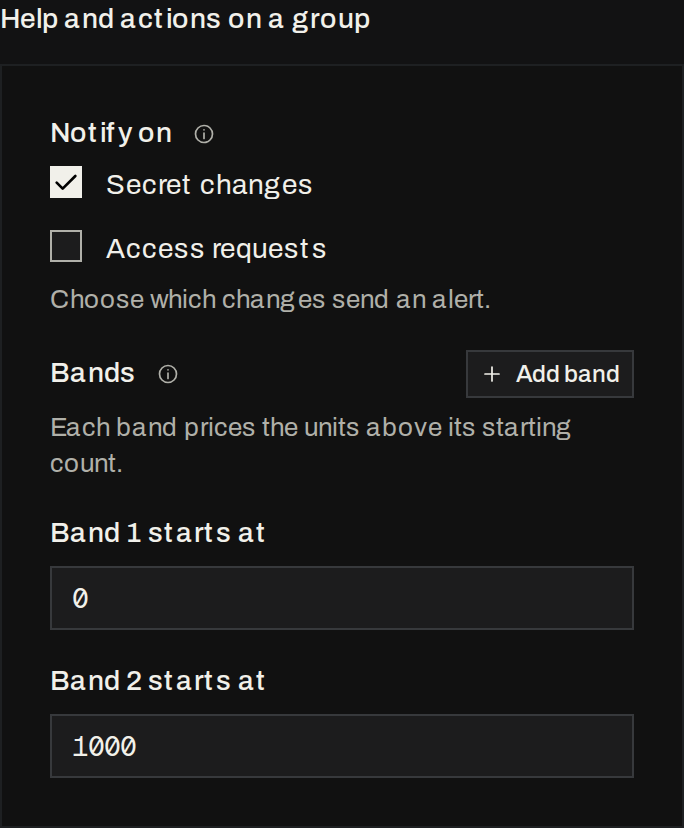 Help and actions on a group
Notify on
Secret changes
Access requests
Choose which changes send an alert.
Bands
Add band
Each band prices the units above its starting
count.
Band 1 starts at
0
Band 2 starts at
1000